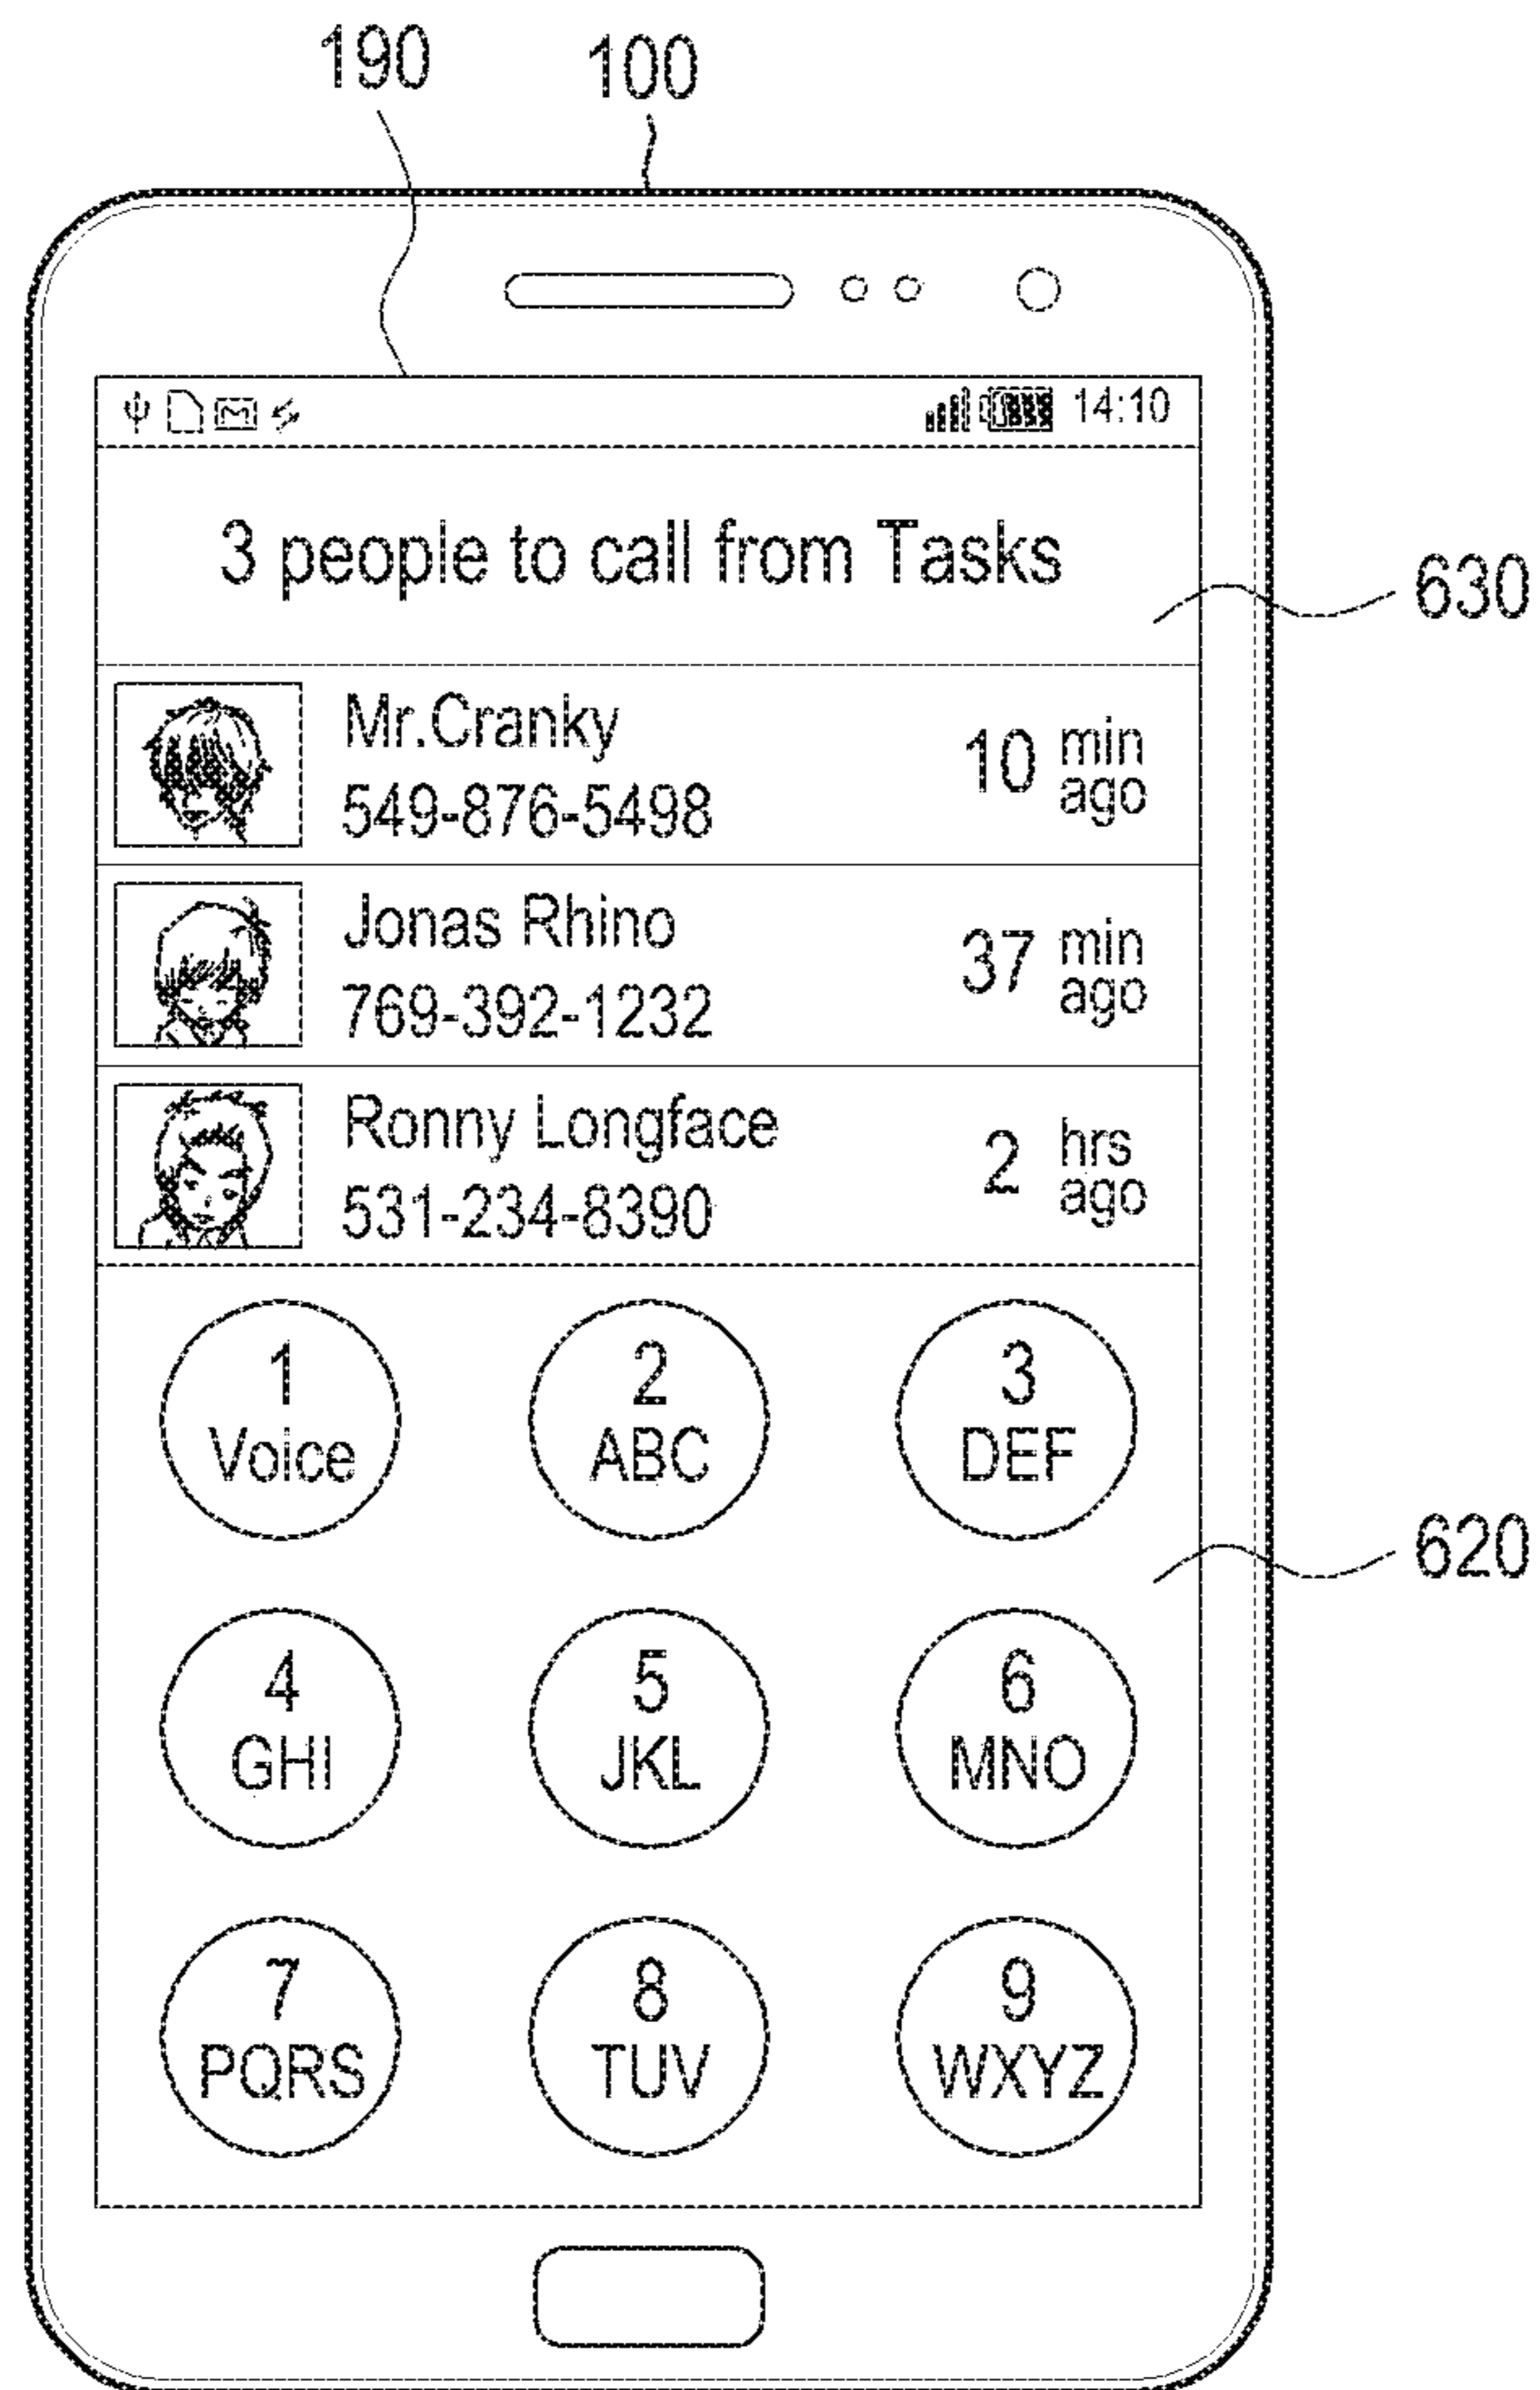 190 100
14:10
3 people to call from Tasks
630
Mr.Cranky
549-876-5498
10 min ago
Jonas Rhino
769-392-1232
37 min ago
Ronny Longface
531-234-8390
2 hrs ago
1 2 3
Voice ABC DEF
620
4 5 6
GHI JKL MNO
7 8 9
PQRS TUV WXYZ